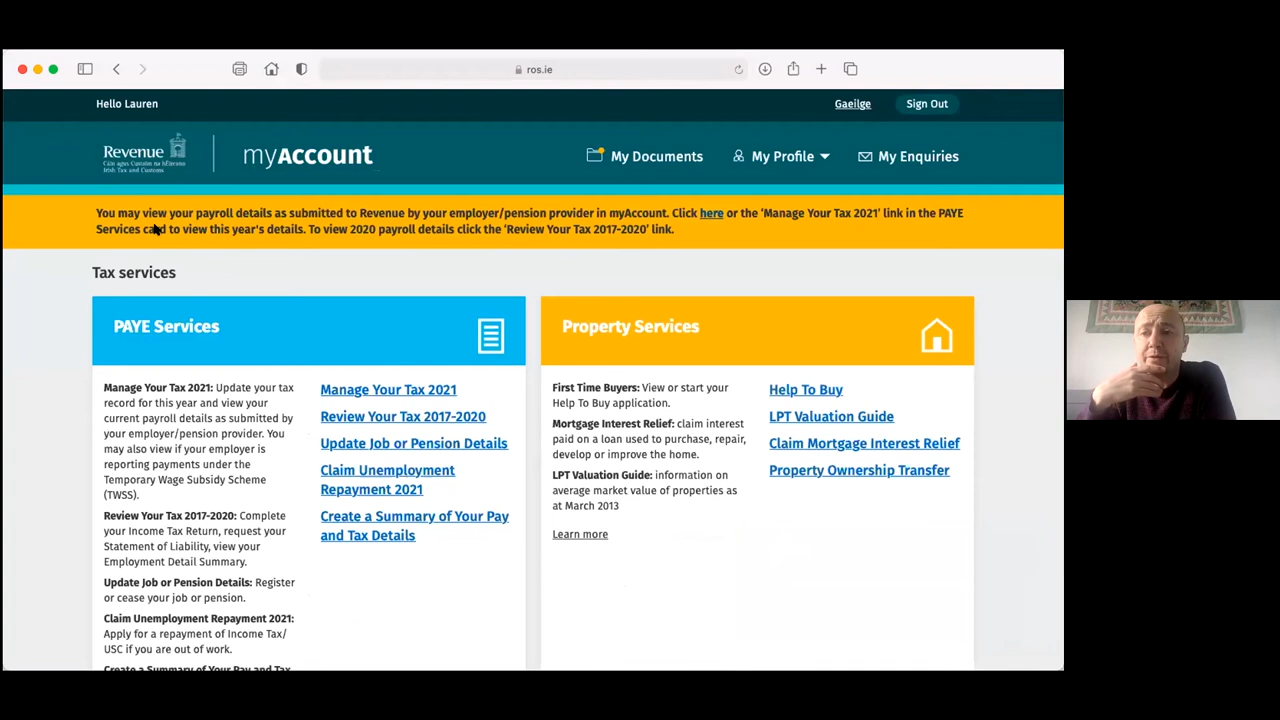 ros.ie
Hello Lauren
Gaeilge
Sign Out
Revenue
Cáin agus Custaim na hÉireann
Irish Tax and Customs
myAccount
My Documents
My Profile
My Enquiries
You may view your payroll details as submitted to Revenue by your employer/pension provider in myAccount. Click here or the ‘Manage Your Tax 2021’ link in the PAYE
Services card to view this year's details. To view 2020 payroll details click the ‘Review Your Tax 2017-2020’ link.
Tax services
PAYE Services
Manage Your Tax 2021: Update your tax
record for this year and view your
current payroll details as submitted by
your employer/pension provider. You
may also view if your employer is
reporting payments under the
Temporary Wage Subsidy Scheme
(TWSS).
Review Your Tax 2017-2020: Complete
your Income Tax Return, request your
Statement of Liability, view your
Employment Detail Summary.
Update Job or Pension Details: Register
or cease your job or pension.
Claim Unemployment Repayment 2021:
Apply for a repayment of Income Tax/
USC if you are out of work.
Create a Summary of Your Pay and Tax
Manage Your Tax 2021
Review Your Tax 2017-2020
Update Job or Pension Details
Claim Unemployment
Repayment 2021
Create a Summary of Your Pay
and Tax Details
Property Services
First Time Buyers: View or start your
Help To Buy application.
Mortgage Interest Relief: claim interest
paid on a loan used to purchase, repair,
develop or improve the home.
LPT Valuation Guide: information on
average market value of properties as
at March 2013
Learn more
Help To Buy
LPT Valuation Guide
Claim Mortgage Interest Relief
Property Ownership Transfer